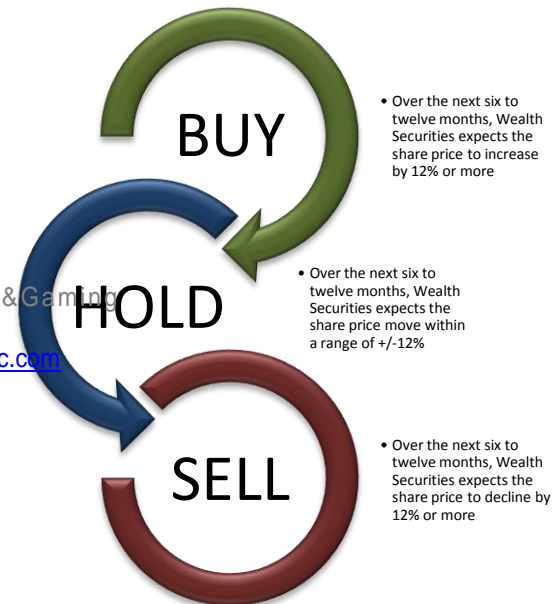 BUY
• Over the next six to
twelve months, Wealth
Securities expects the
share price to increase
by 12% or more
&Gaming
HOLD
c.com
• Over the next six to
twelve months, Wealth
Securities expects the
share price move within
a range of +/-12%
SELL
• Over the next six to
twelve months, Wealth
Securities expects the
share price to decline by
12% or more